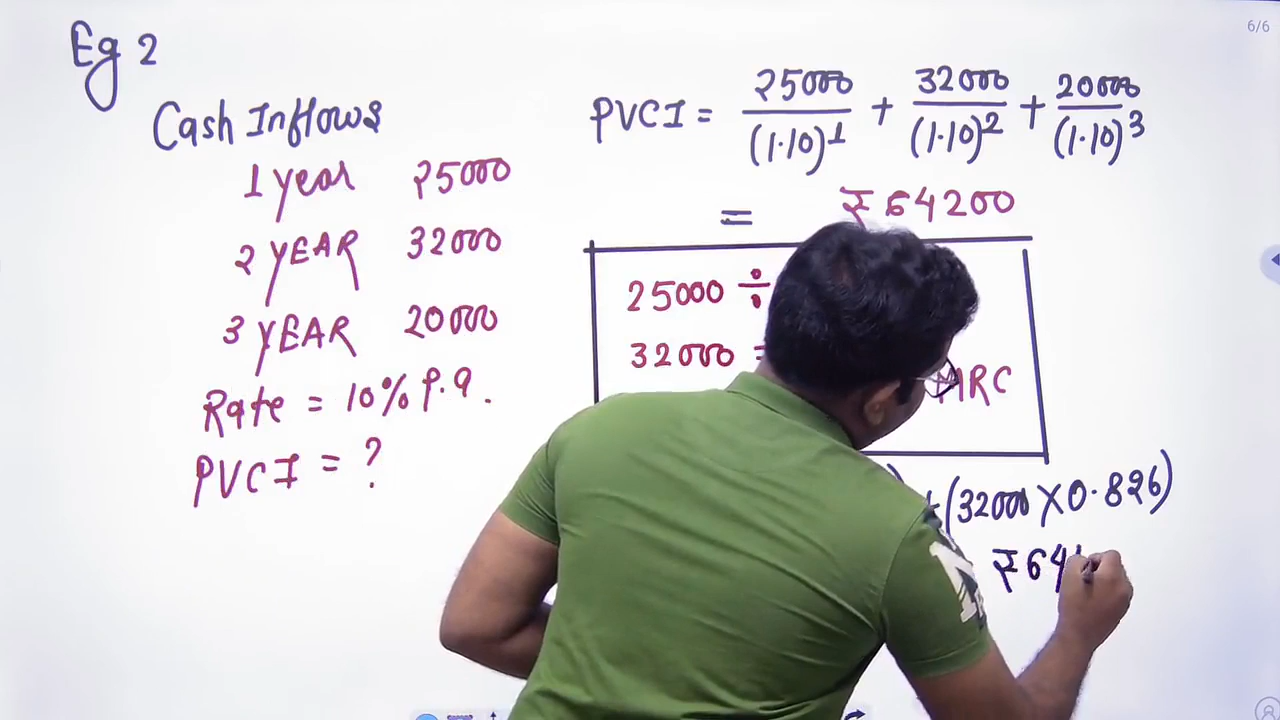 6/6
Eg 2
Cash Inflows
1 year 25000
2 YEAR 32000
3 YEAR 20000
Rate = 10% P.a.
PVCI = ?
PVCI = 25000/(1.10)^1 + 32000/(1.10)^2 + 20000/(1.10)^3
= ₹ 64200
25000 ÷
32000
MRC
+ (32000 X 0.826)
₹64